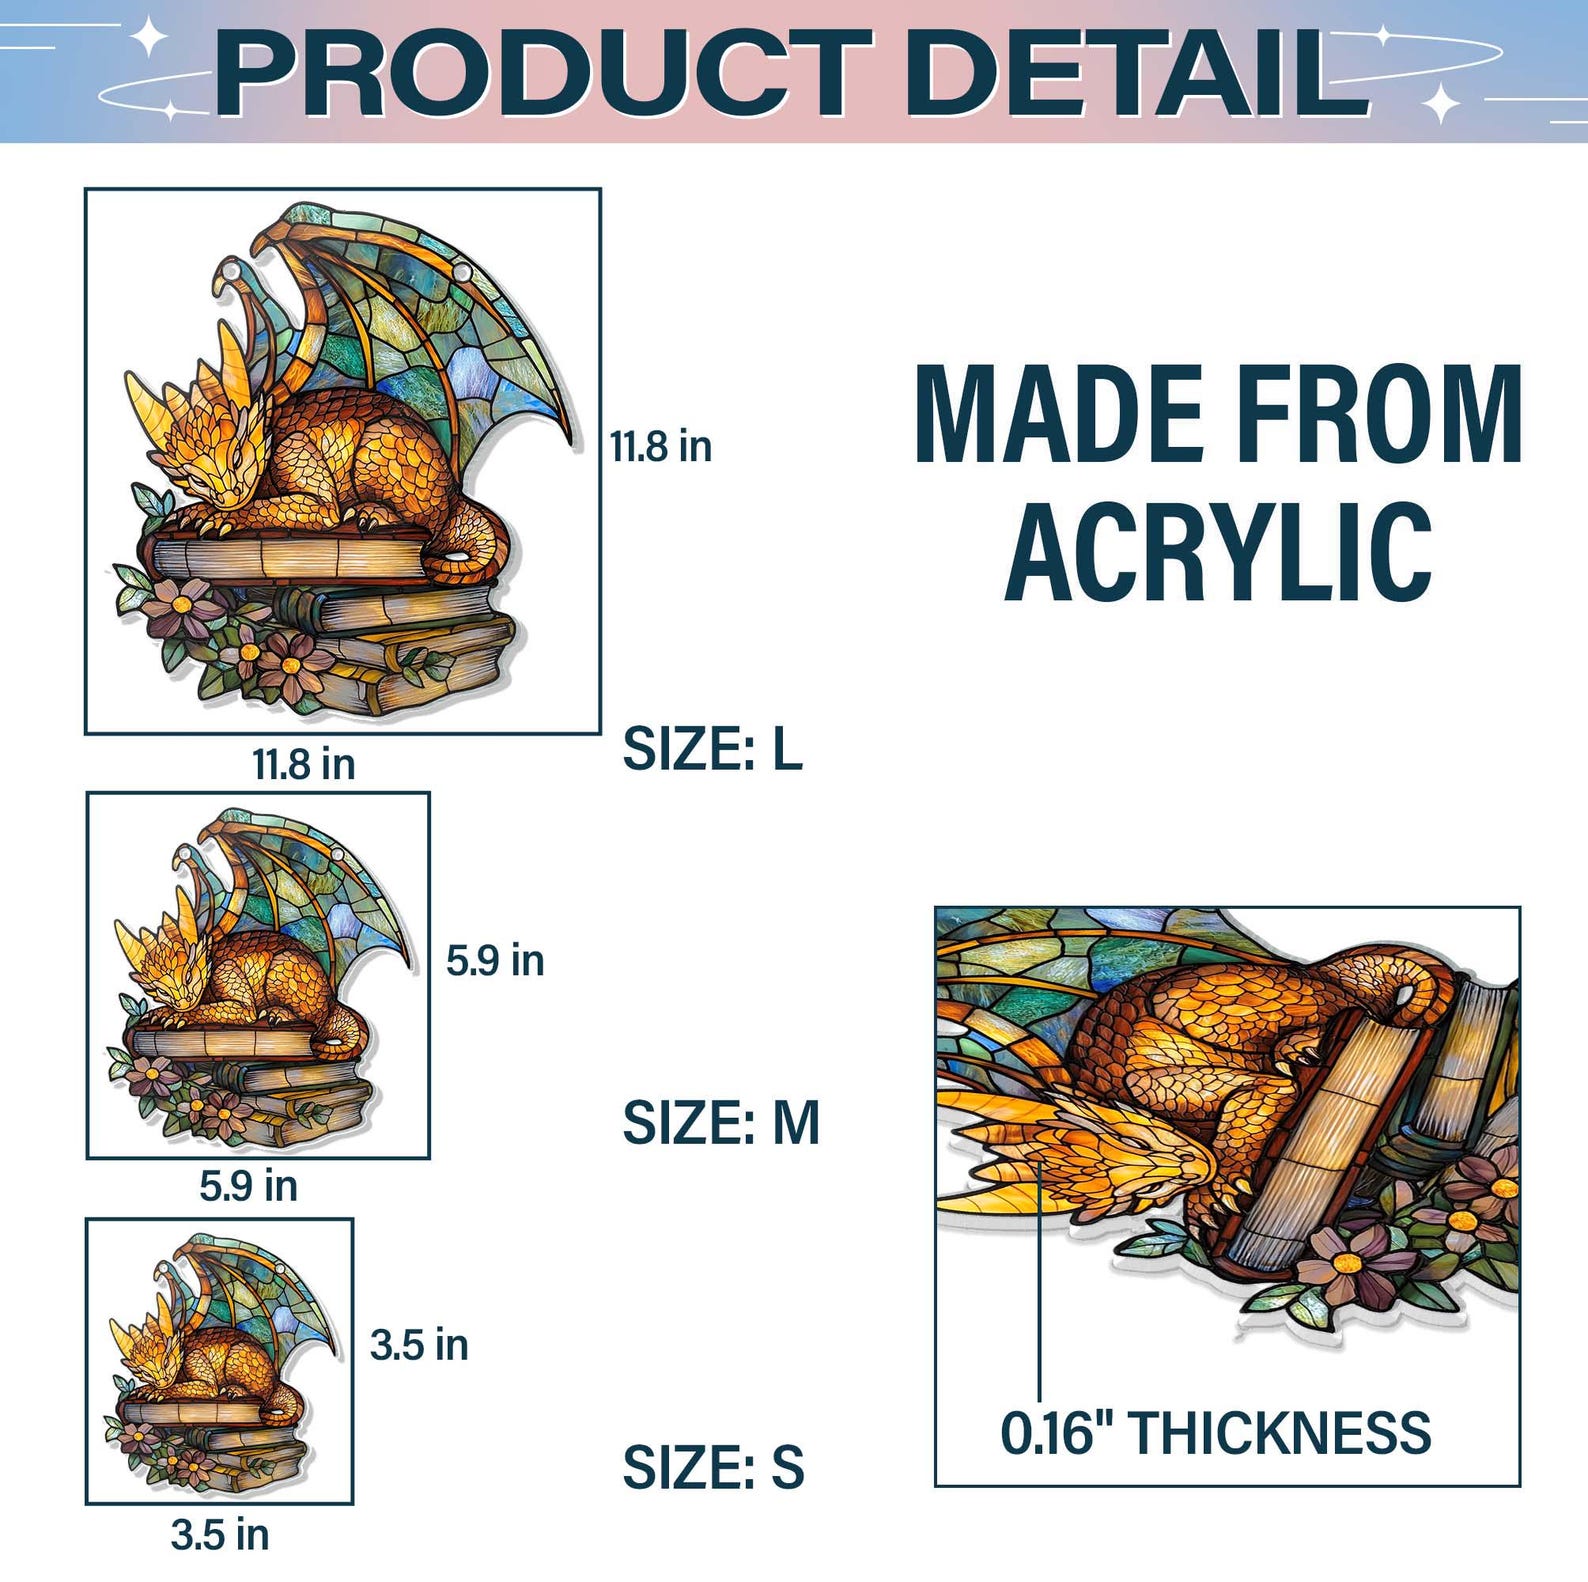 PRODUCT DETAIL
11.8 in
11.8 in
SIZE: L
MADE FROM
ACRYLIC
5.9 in
5.9 in
SIZE: M
3.5 in
3.5 in
SIZE: S
0.16" THICKNESS